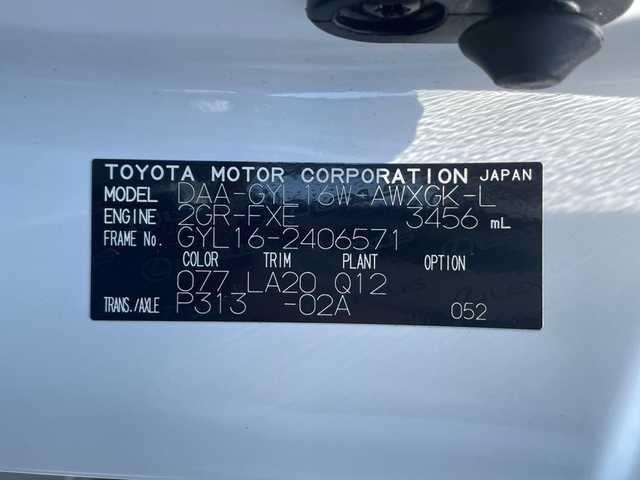 TOYOTA MOTOR CORPORATION JAPAN
MODEL DAA-GYL16W-AWXGK-L
ENGINE 2GR-FXE 3456 mL
FRAME No. GYL16-2406571
COLOR TRIM PLANT OPTION
077 LA20 Q12
TRANS./AXLE P313 -02A 052